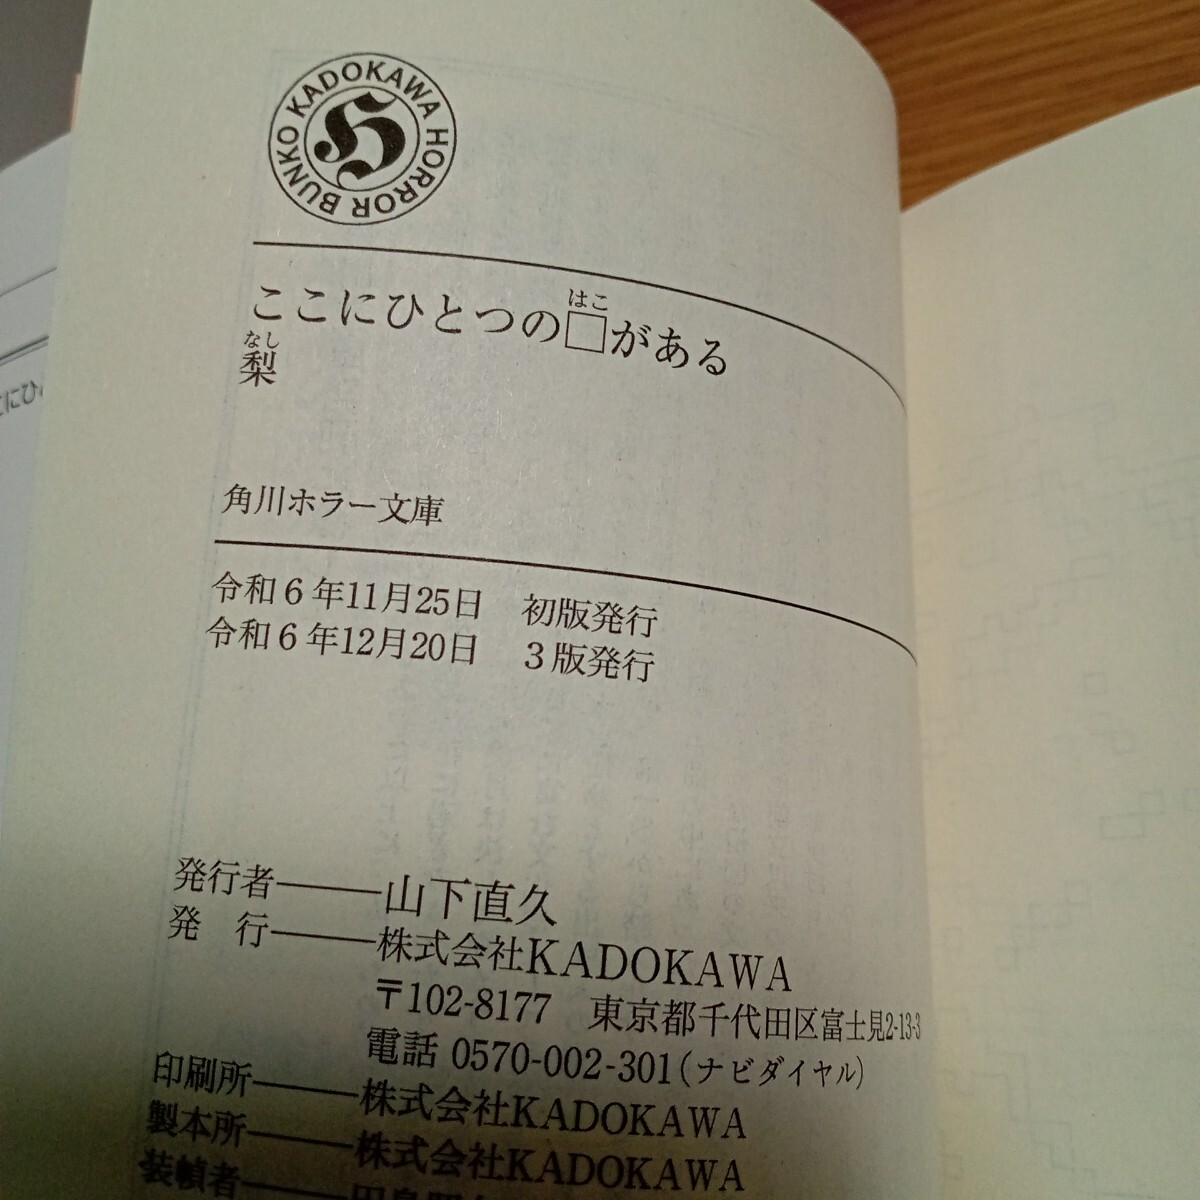 KADOKAWA HORROR BUNKO
H
はこ
ここにひとつの□がある
なし
梨
角川ホラー文庫
令和6年11月25日　初版発行
令和6年12月20日　3版発行
発行者――――山下直久
発　行――――株式会社KADOKAWA
〒102-8177　東京都千代田区富士見2-13-3
電話 0570-002-301(ナビダイヤル)
印刷所――――株式会社KADOKAWA
製本所――――株式会社KADOKAWA
装幀者――――